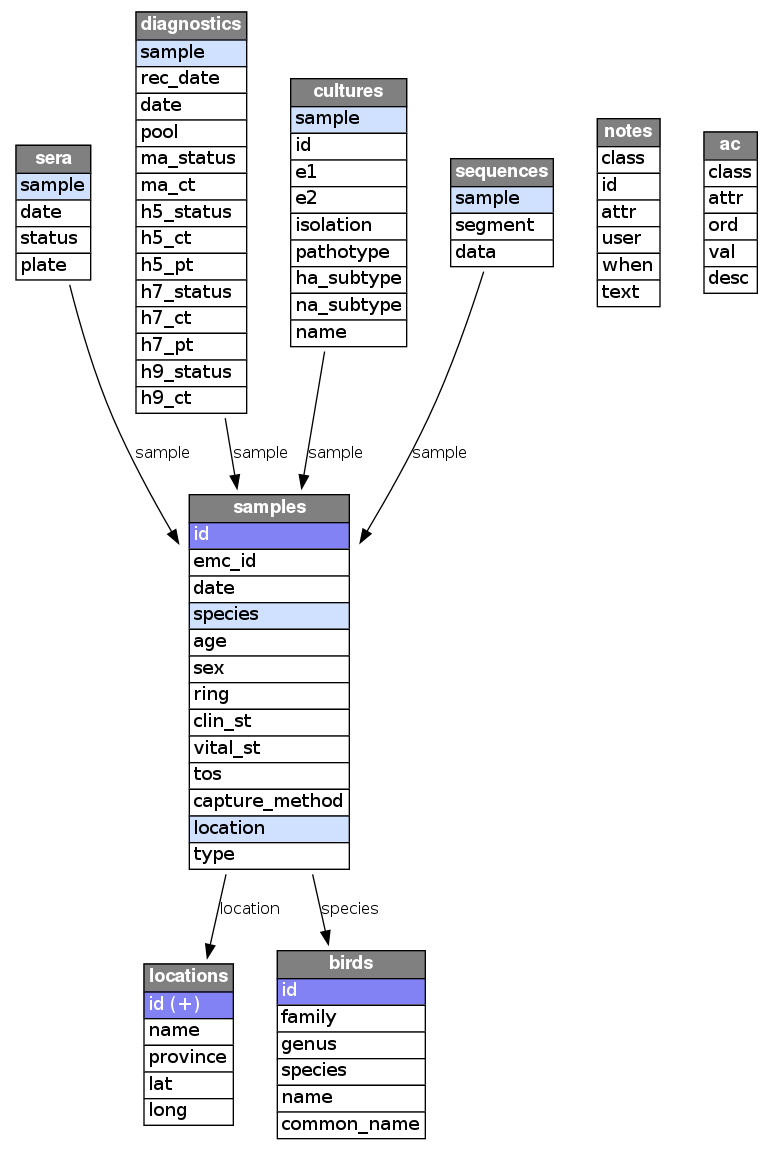 diagnostics
sample
rec_date
date
pool
ma_status
ma_ct
h5_status
h5_ct
h5_pt
h7_status
h7_ct
h7_pt
h9_status
h9_ct
cultures
sample
id
e1
e2
isolation
pathotype
ha_subtype
na_subtype
name
sera
sample
date
status
plate
sequences
sample
segment
data
notes
class
id
attr
user
when
text
ac
class
attr
ord
val
desc
sample
sample
sample
sample
samples
id
emc_id
date
species
age
sex
ring
clin_st
vital_st
tos
capture_method
location
type
location
species
locations
id (+)
name
province
lat
long
birds
id
family
genus
species
name
common_name